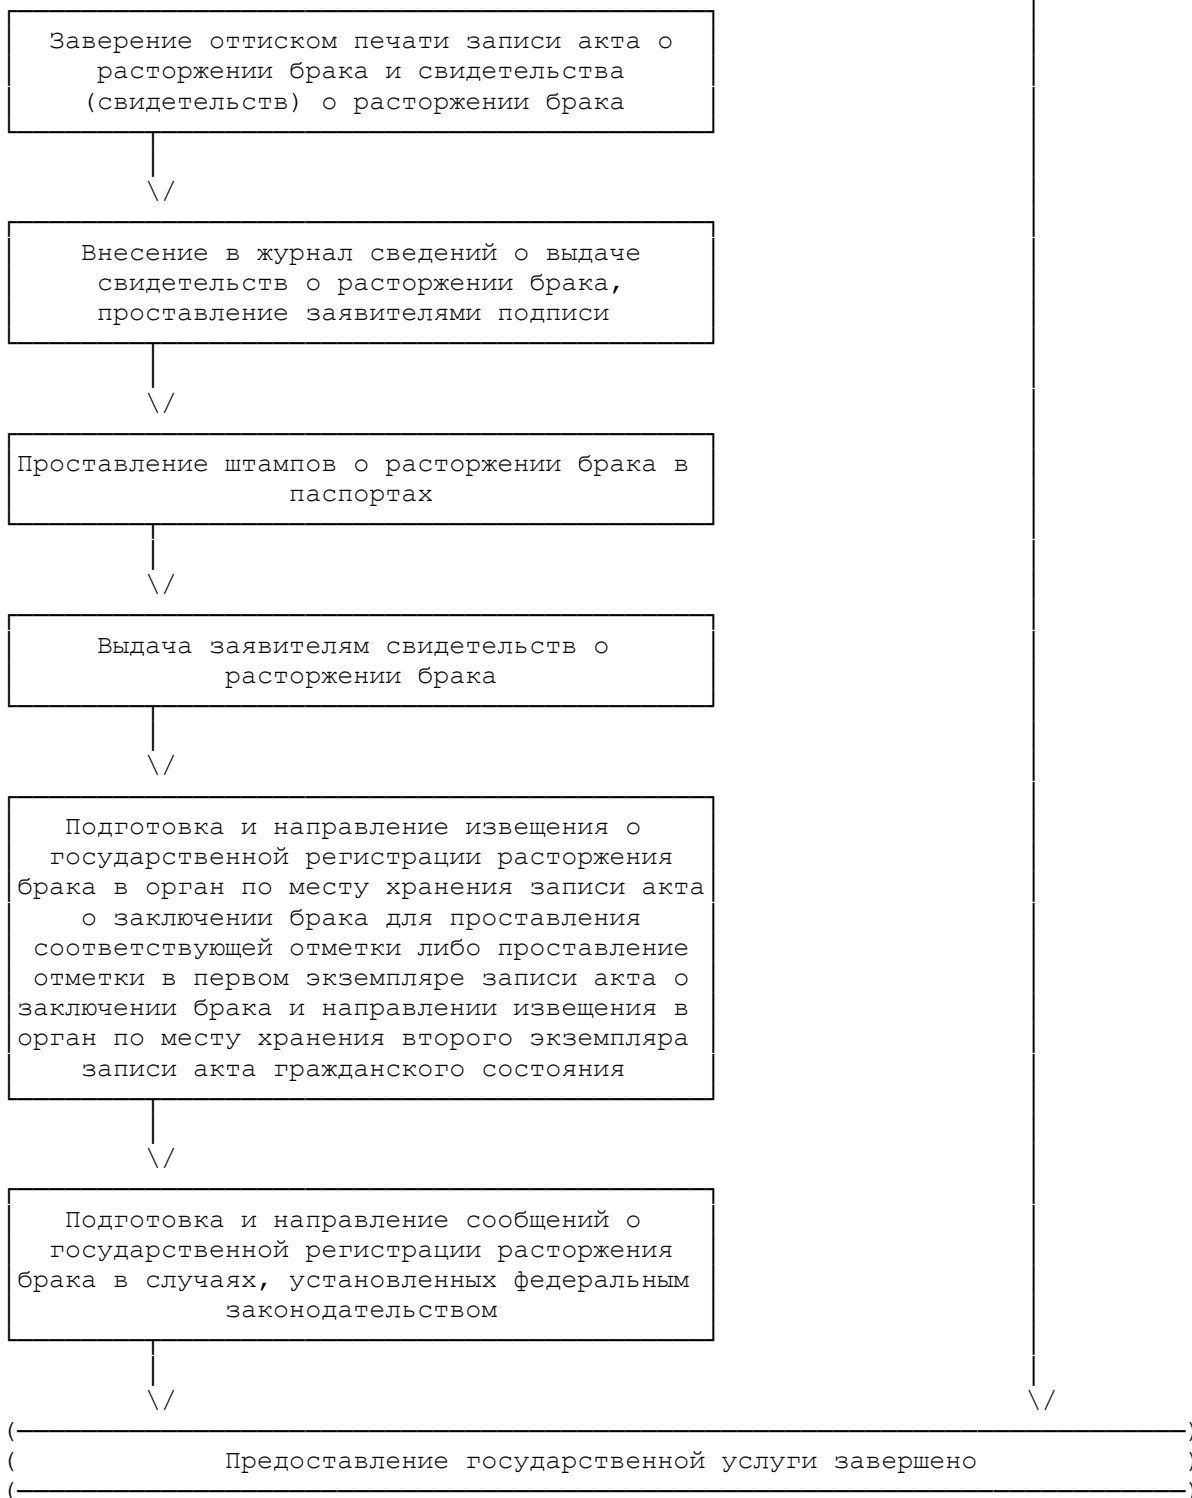 Заверение оттиском печати записи акта о
расторжении брака и свидетельства
(свидетельств) о расторжении брака
Внесение в журнал сведений о выдаче
свидетельств о расторжении брака,
проставление заявителями подписи
Проставление штампов о расторжении брака в
паспортах
Выдача заявителям свидетельств о
расторжении брака
Подготовка и направление извещения о
государственной регистрации расторжения
брака в орган по месту хранения записи акта
о заключении брака для проставления
соответствующей отметки либо проставление
отметки в первом экземпляре записи акта о
заключении брака и направлении извещения в
орган по месту хранения второго экземпляра
записи акта гражданского состояния
Подготовка и направление сообщений о
государственной регистрации расторжения
брака в случаях, установленных федеральным
законодательством
Предоставление государственной услуги завершено